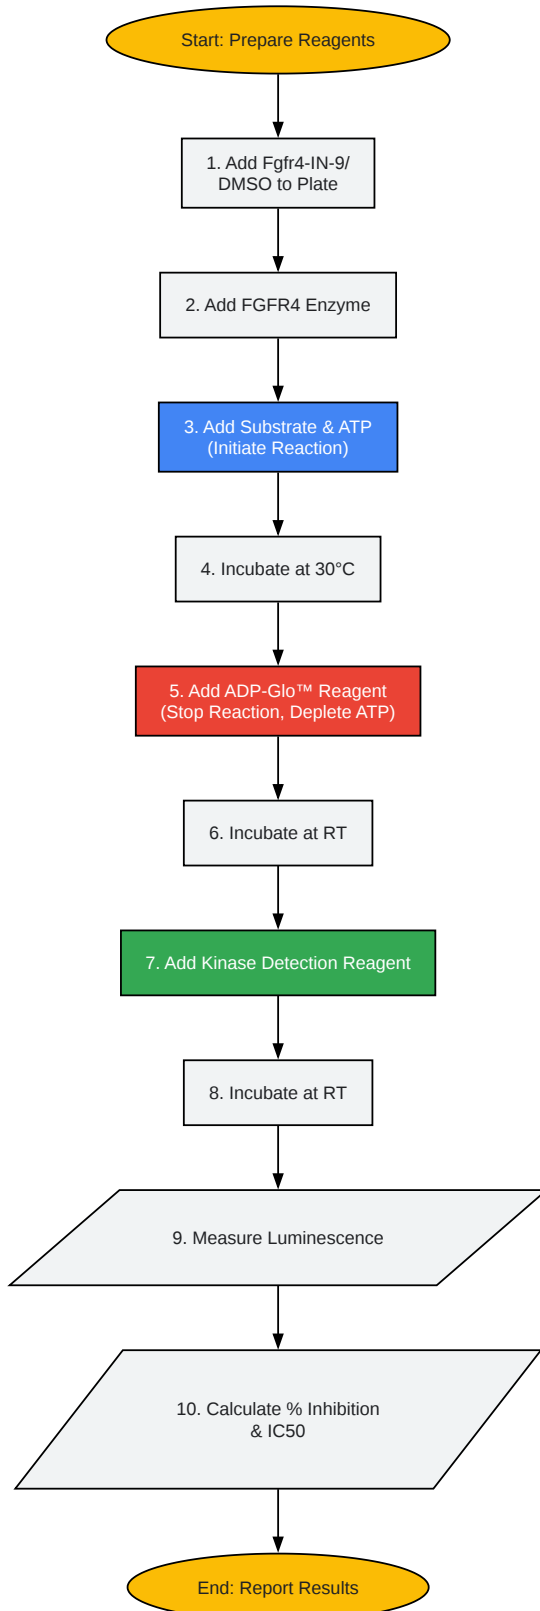 Start: Prepare Reagents
1. Add Fgfr4-IN-9/
DMSO to Plate
2. Add FGFR4 Enzyme
3. Add Substrate & ATP
(Initiate Reaction)
4. Incubate at 30°C
5. Add ADP-Glo™ Reagent
(Stop Reaction, Deplete ATP)
6. Incubate at RT
7. Add Kinase Detection Reagent
8. Incubate at RT
9. Measure Luminescence
10. Calculate % Inhibition
& IC50
End: Report Results